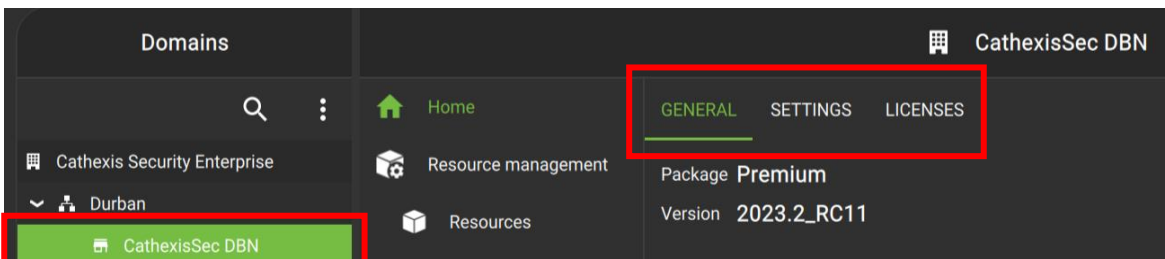 Domains
CathexisSec DBN
Home
GENERAL SETTINGS LICENSES
Cathexis Security Enterprise
Resource management
Package Premium
Durban
Resources
Version 2023.2_RC11
CathexisSec DBN